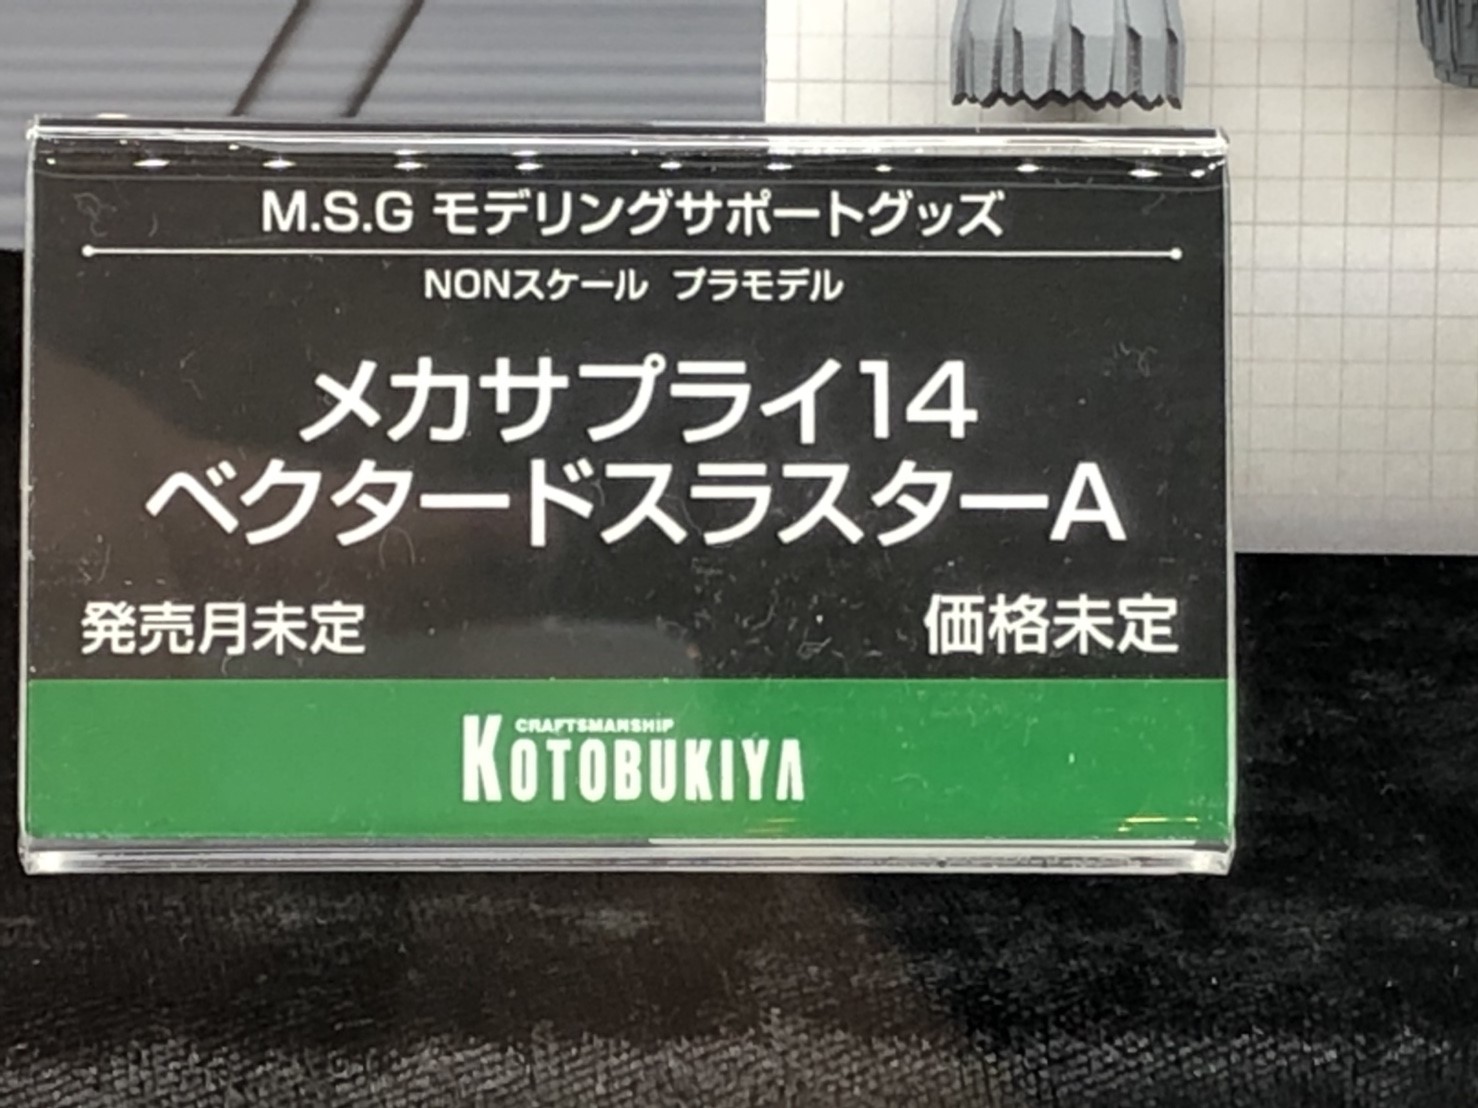 M.S.G モデリングサポートグッズ
NONスケール プラモデル
メカサプライ14
ベクタードスラスターA
発売月未定 価格未定
CRAFTSMANSHIP
KOTOBUKIYA